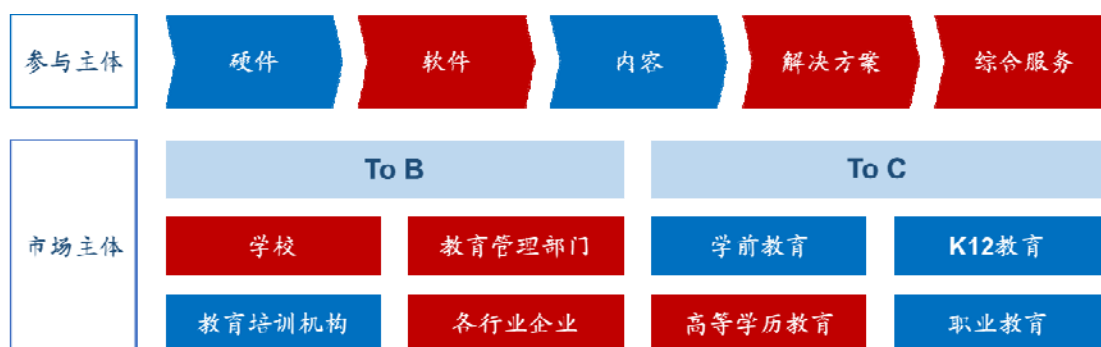 参与主体 硬件 软件 内容 解决方案 综合服务
To B To C
市场主体 学校 教育管理部门 学前教育 K12教育
教育培训机构 各行业企业 高等学历教育 职业教育